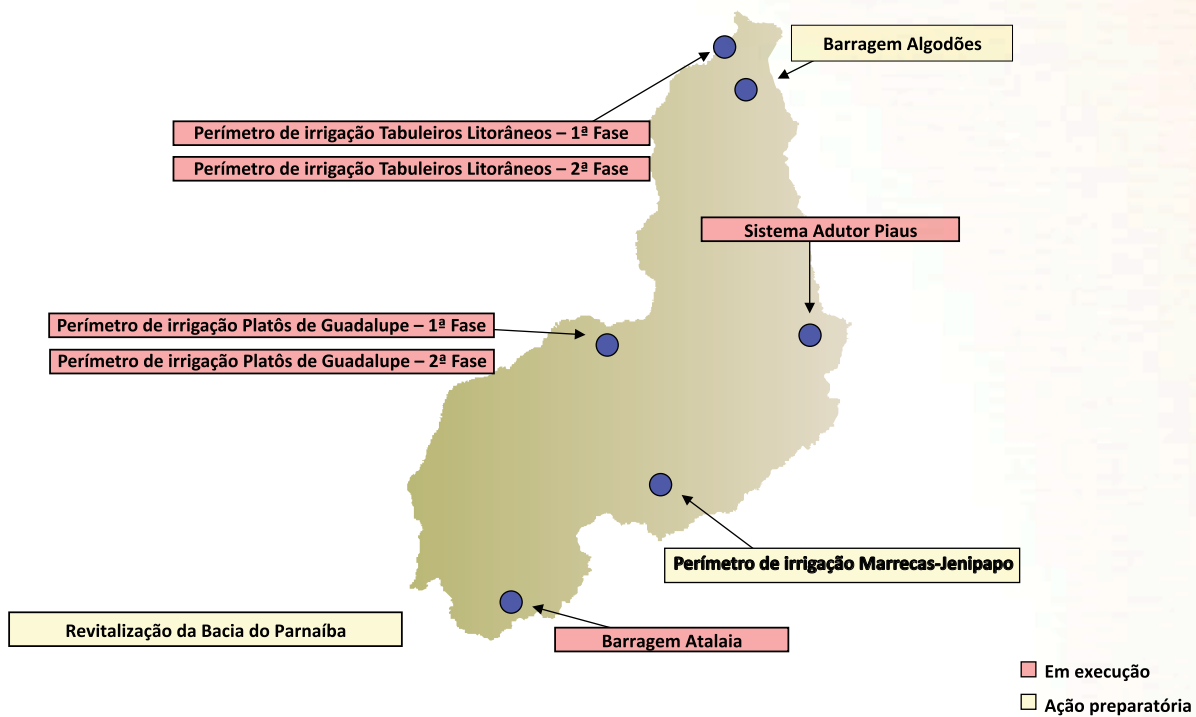 Barragem Algodões
Perímetro de irrigação Tabuleiros Litorâneos – 1ª Fase
Perímetro de irrigação Tabuleiros Litorâneos – 2ª Fase
Sistema Adutor Piaus
Perímetro de irrigação Platôs de Guadalupe – 1ª Fase
Perímetro de irrigação Platôs de Guadalupe – 2ª Fase
Perímetro de irrigação Marrecas-Jenipapo
Revitalização da Bacia do Parnaíba
Barragem Atalaia
Em execução
Ação preparatória